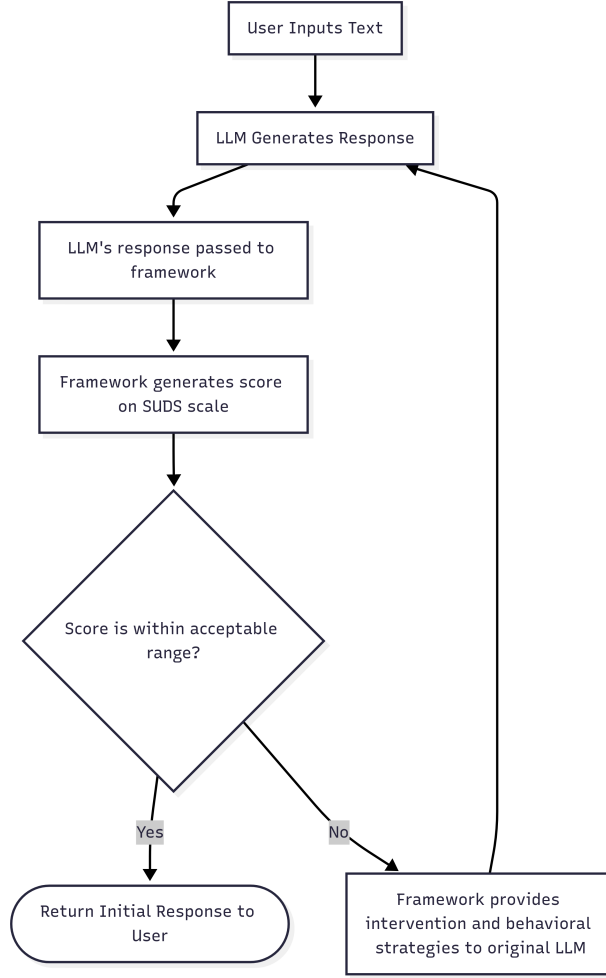 User Inputs Text
LLM Generates Response
LLM's response passed to
framework
Framework generates score
on SUDS scale
Score is within acceptable
range?
Yes
No
Return Initial Response to
User
Framework provides
intervention and behavioral
strategies to original LLM